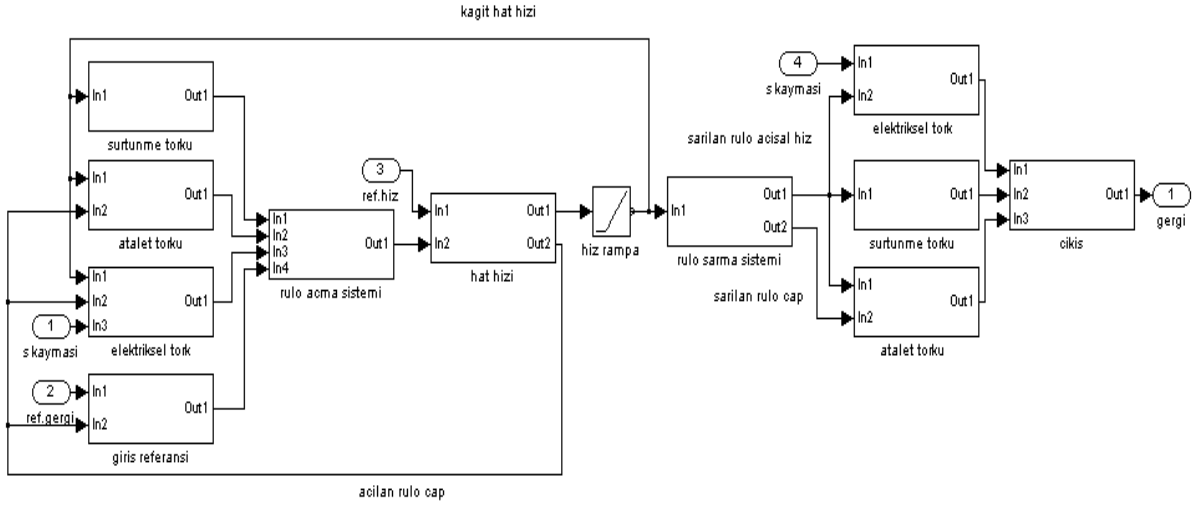 kagit hat hizi
In1
Out1
surtunme torku
In1
In2
Out1
atalet torku
In1
In2
In3
Out1
1
s kaymasi
elektriksel tork
2
ref.gergi
In1
In2
Out1
giris referansi
In1
In2
In3
In4
Out1
rulo acma sistemi
3
ref.hiz
In1
In2
Out1
Out2
hat hizi
hiz rampa
acilan rulo cap
In1
Out1
Out2
rulo sarma sistemi
sarilan rulo acisal hiz
sarilan rulo cap
4
s kaymasi
In1
In2
Out1
elektriksel tork
In1
Out1
surtunme torku
In1
In2
Out1
atalet torku
In1
In2
In3
Out1
cikis
1
gergi